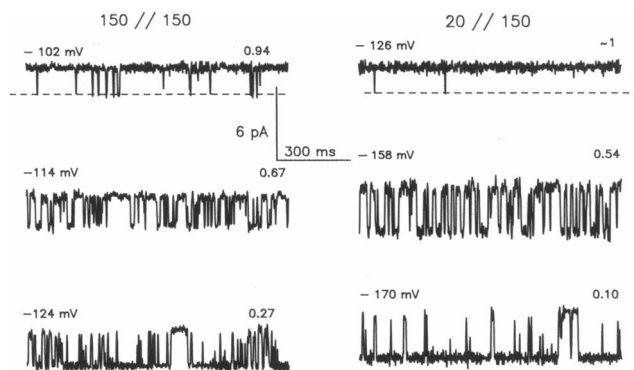 150 // 150
20 // 150
− 102 mV 0.94
− 126 mV ~1
6 pA
300 ms
−114 mV 0.67
− 158 mV 0.54
−124 mV 0.27
− 170 mV 0.10